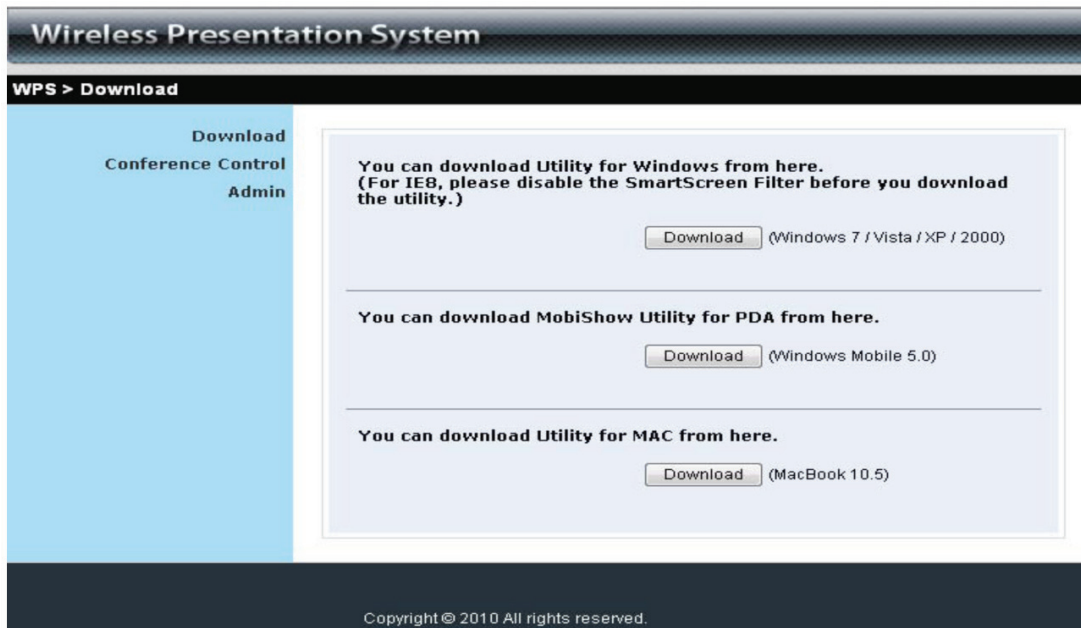 Wireless Presentation System
WPS > Download
Download
Conference Control
Admin
You can download Utility for Windows from here.
(For IE8, please disable the SmartScreen Filter before you download
the utility.)
Download (Windows 7 / Vista / XP / 2000)
You can download MobiShow Utility for PDA from here.
Download (Windows Mobile 5.0)
You can download Utility for MAC from here.
Download (MacBook 10.5)
Copyright © 2010 All rights reserved.